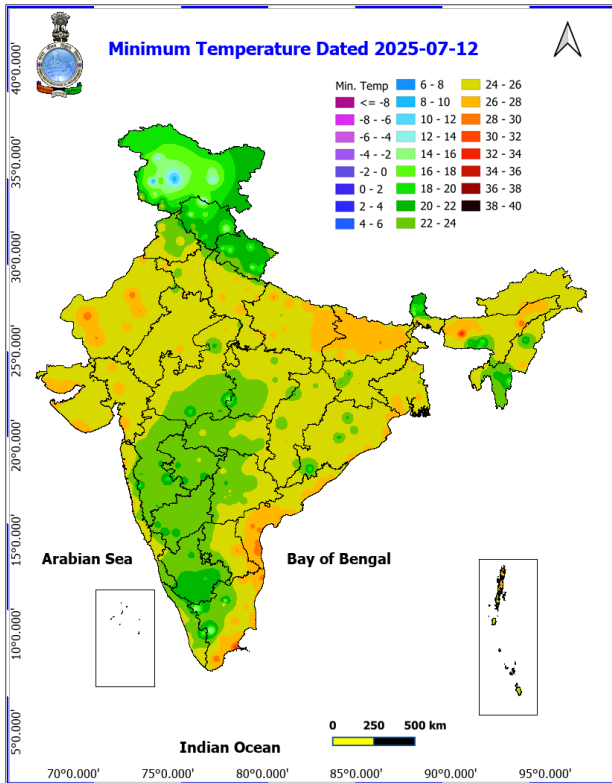 Minimum Temperature Dated 2025-07-12
Min. Temp
<= -8
-8 - -6
-6 - -4
-4 - -2
-2 - 0
0 - 2
2 - 4
4 - 6
6 - 8
8 - 10
10 - 12
12 - 14
14 - 16
16 - 18
18 - 20
20 - 22
22 - 24
24 - 26
26 - 28
28 - 30
30 - 32
32 - 34
34 - 36
36 - 38
38 - 40
40°0.000'
35°0.000'
30°0.000'
25°0.000'
20°0.000'
15°0.000'
10°0.000'
5°0.000'
Arabian Sea
Bay of Bengal
Indian Ocean
0 250 500 km
70°0.000' 75°0.000' 80°0.000' 85°0.000' 90°0.000' 95°0.000'